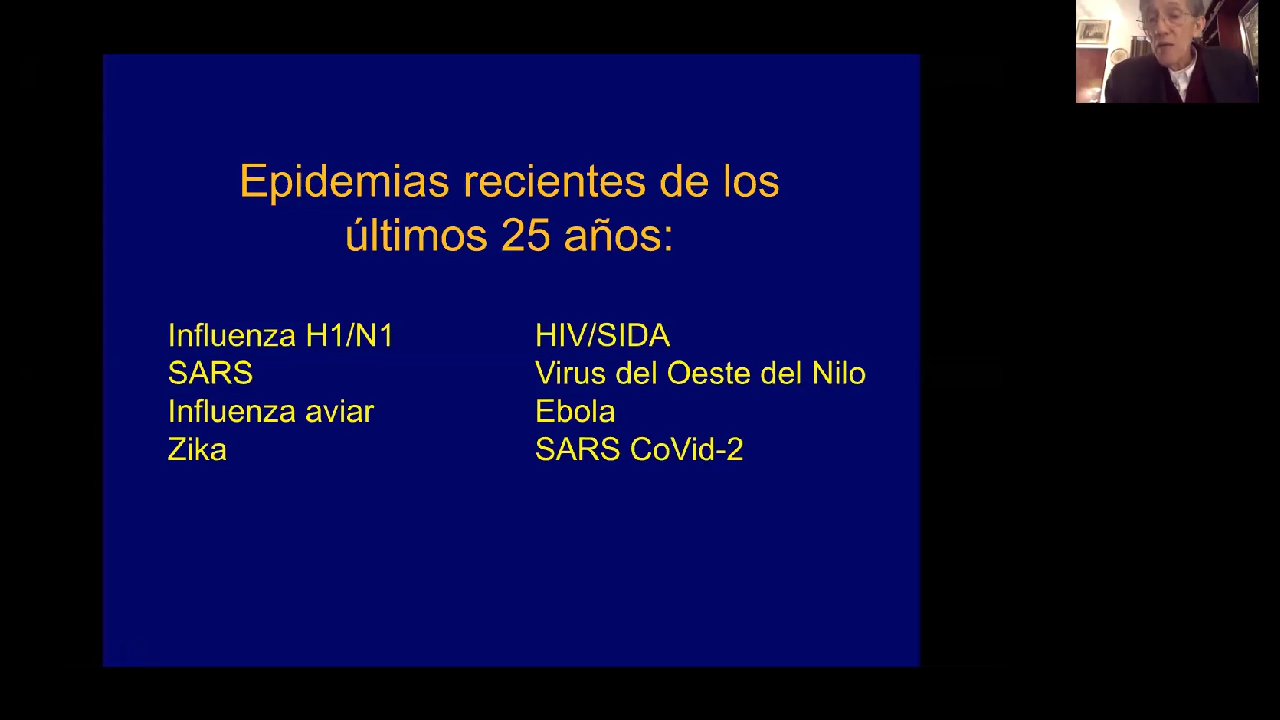 Epidemias recientes de los
últimos 25 años:
Influenza H1/N1
SARS
Influenza aviar
Zika
HIV/SIDA
Virus del Oeste del Nilo
Ebola
SARS CoVid-2